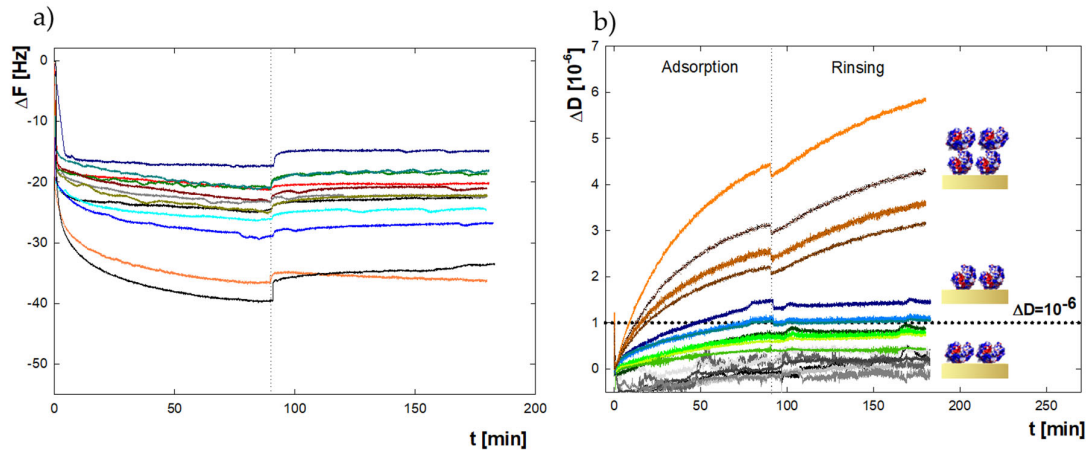 a)
ΔF [Hz]
0
-10
-20
-30
-40
-50
0
50
100
150
200
t [min]
b)
ΔD [10⁻⁶]
7
6
5
4
3
2
1
0
Adsorption
Rinsing
ΔD=10⁻⁶
0
50
100
150
200
250
t [min]